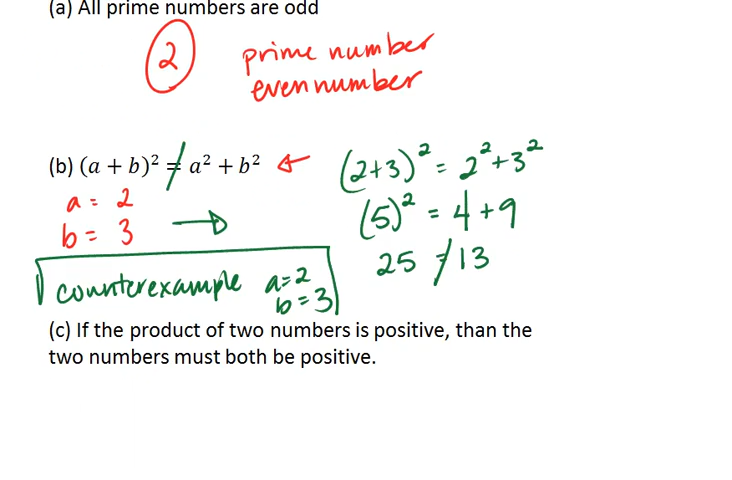 (a) All prime numbers are odd
2 prime number
even number
(b) (a + b)² ≠ a² + b² ← (2+3)² = 2² + 3²
a = 2
(5)² = 4 + 9
b = 3 →
25 ≠ 13
counterexample a=2
b=3
(c) If the product of two numbers is positive, than the
two numbers must both be positive.